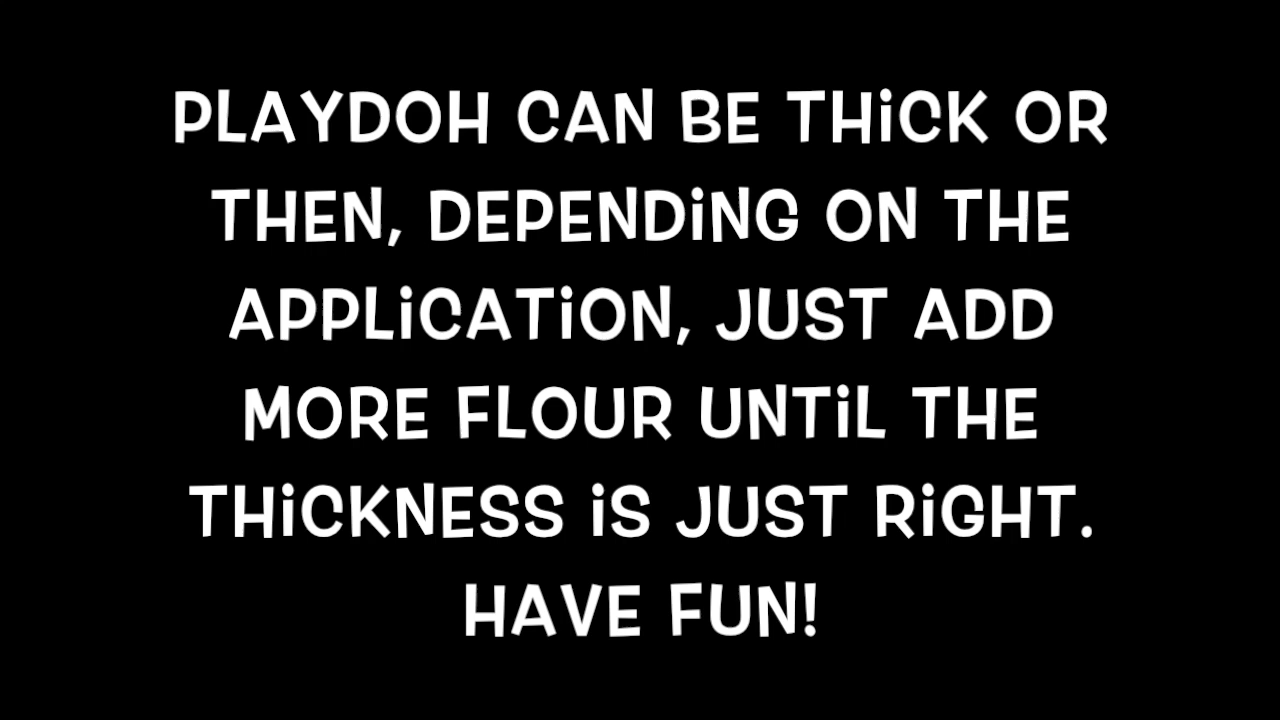 PLAYDOH CAN BE THiCK OR
THEN, DEPENDiNG ON THE
APPLiCATiON, JUST ADD
MORE FLOUR UNTiL THE
THiCKNESS iS JUST RiGHT.
HAVE FUN!